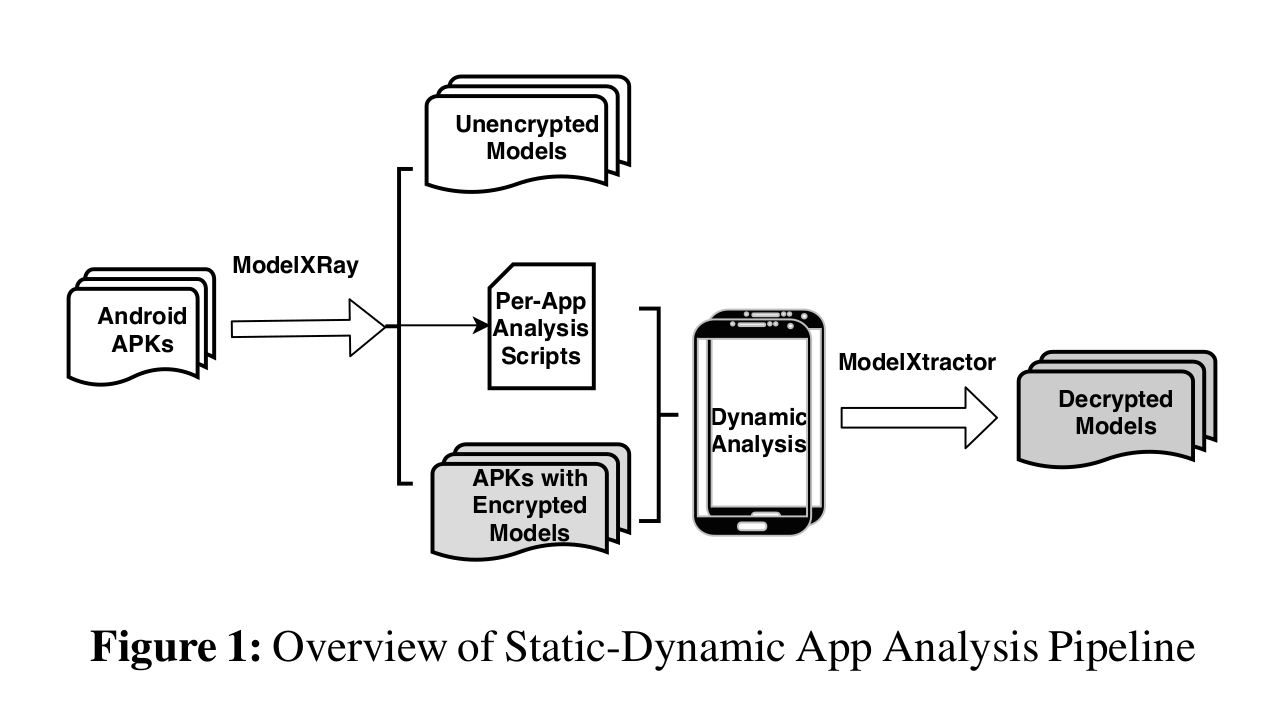 Unencrypted
Models
ModelXRay
Android
APKs
Per-App
Analysis
Scripts
APKs with
Encrypted
Models
Dynamic
Analysis
ModelXtractor
Decrypted
Models
Figure 1: Overview of Static-Dynamic App Analysis Pipeline